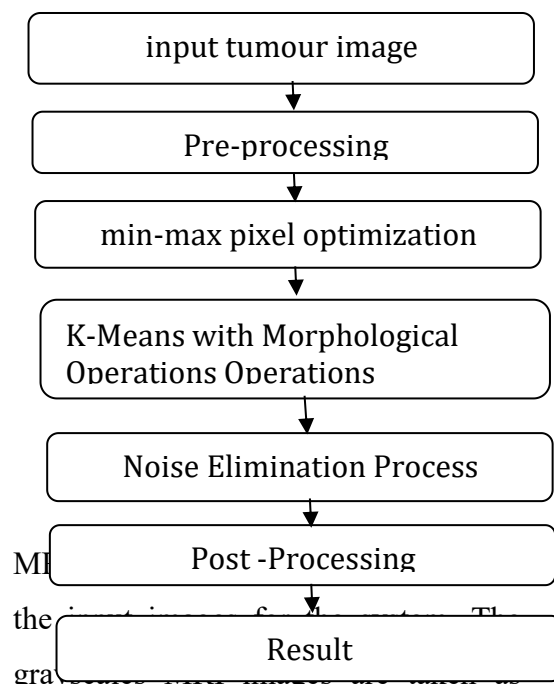 input tumour image
Pre-processing
min-max pixel optimization
K-Means with Morphological
Operations Operations
Noise Elimination Process
Post -Processing
the
Result